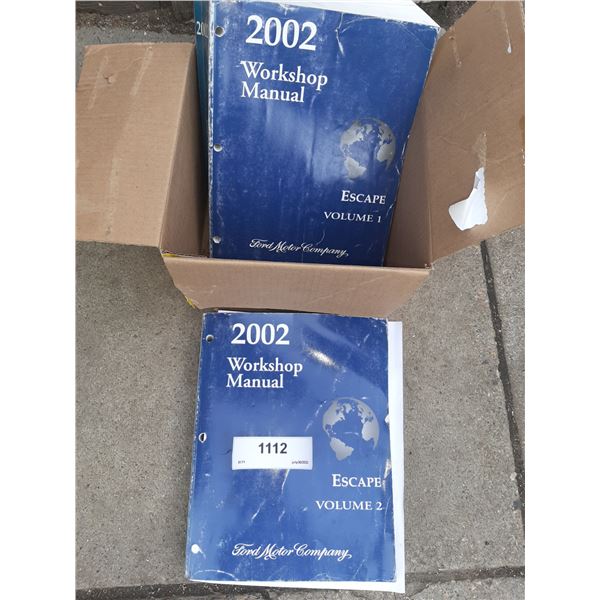 2002
Workshop
Manual
ESCAPE
VOLUME 1
Ford Motor Company
2002
Workshop
Manual
1112
ESCAPE
VOLUME 2
Ford Motor Company